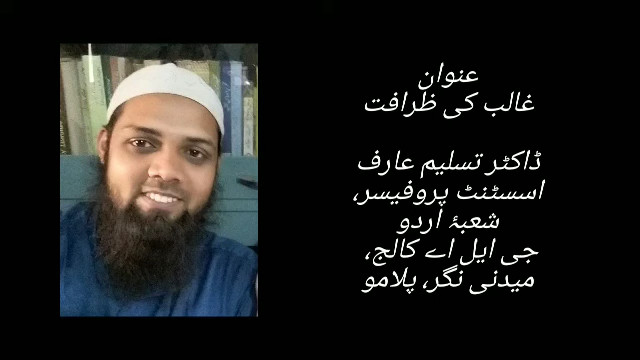 عنوان
غالب کی ظرافت
ڈاکٹر تسلیم عارف
اسسٹنٹ پروفیسر،
شعبۂ اردو
جی ایل اے کالج،
میدنی نگر، پلامو